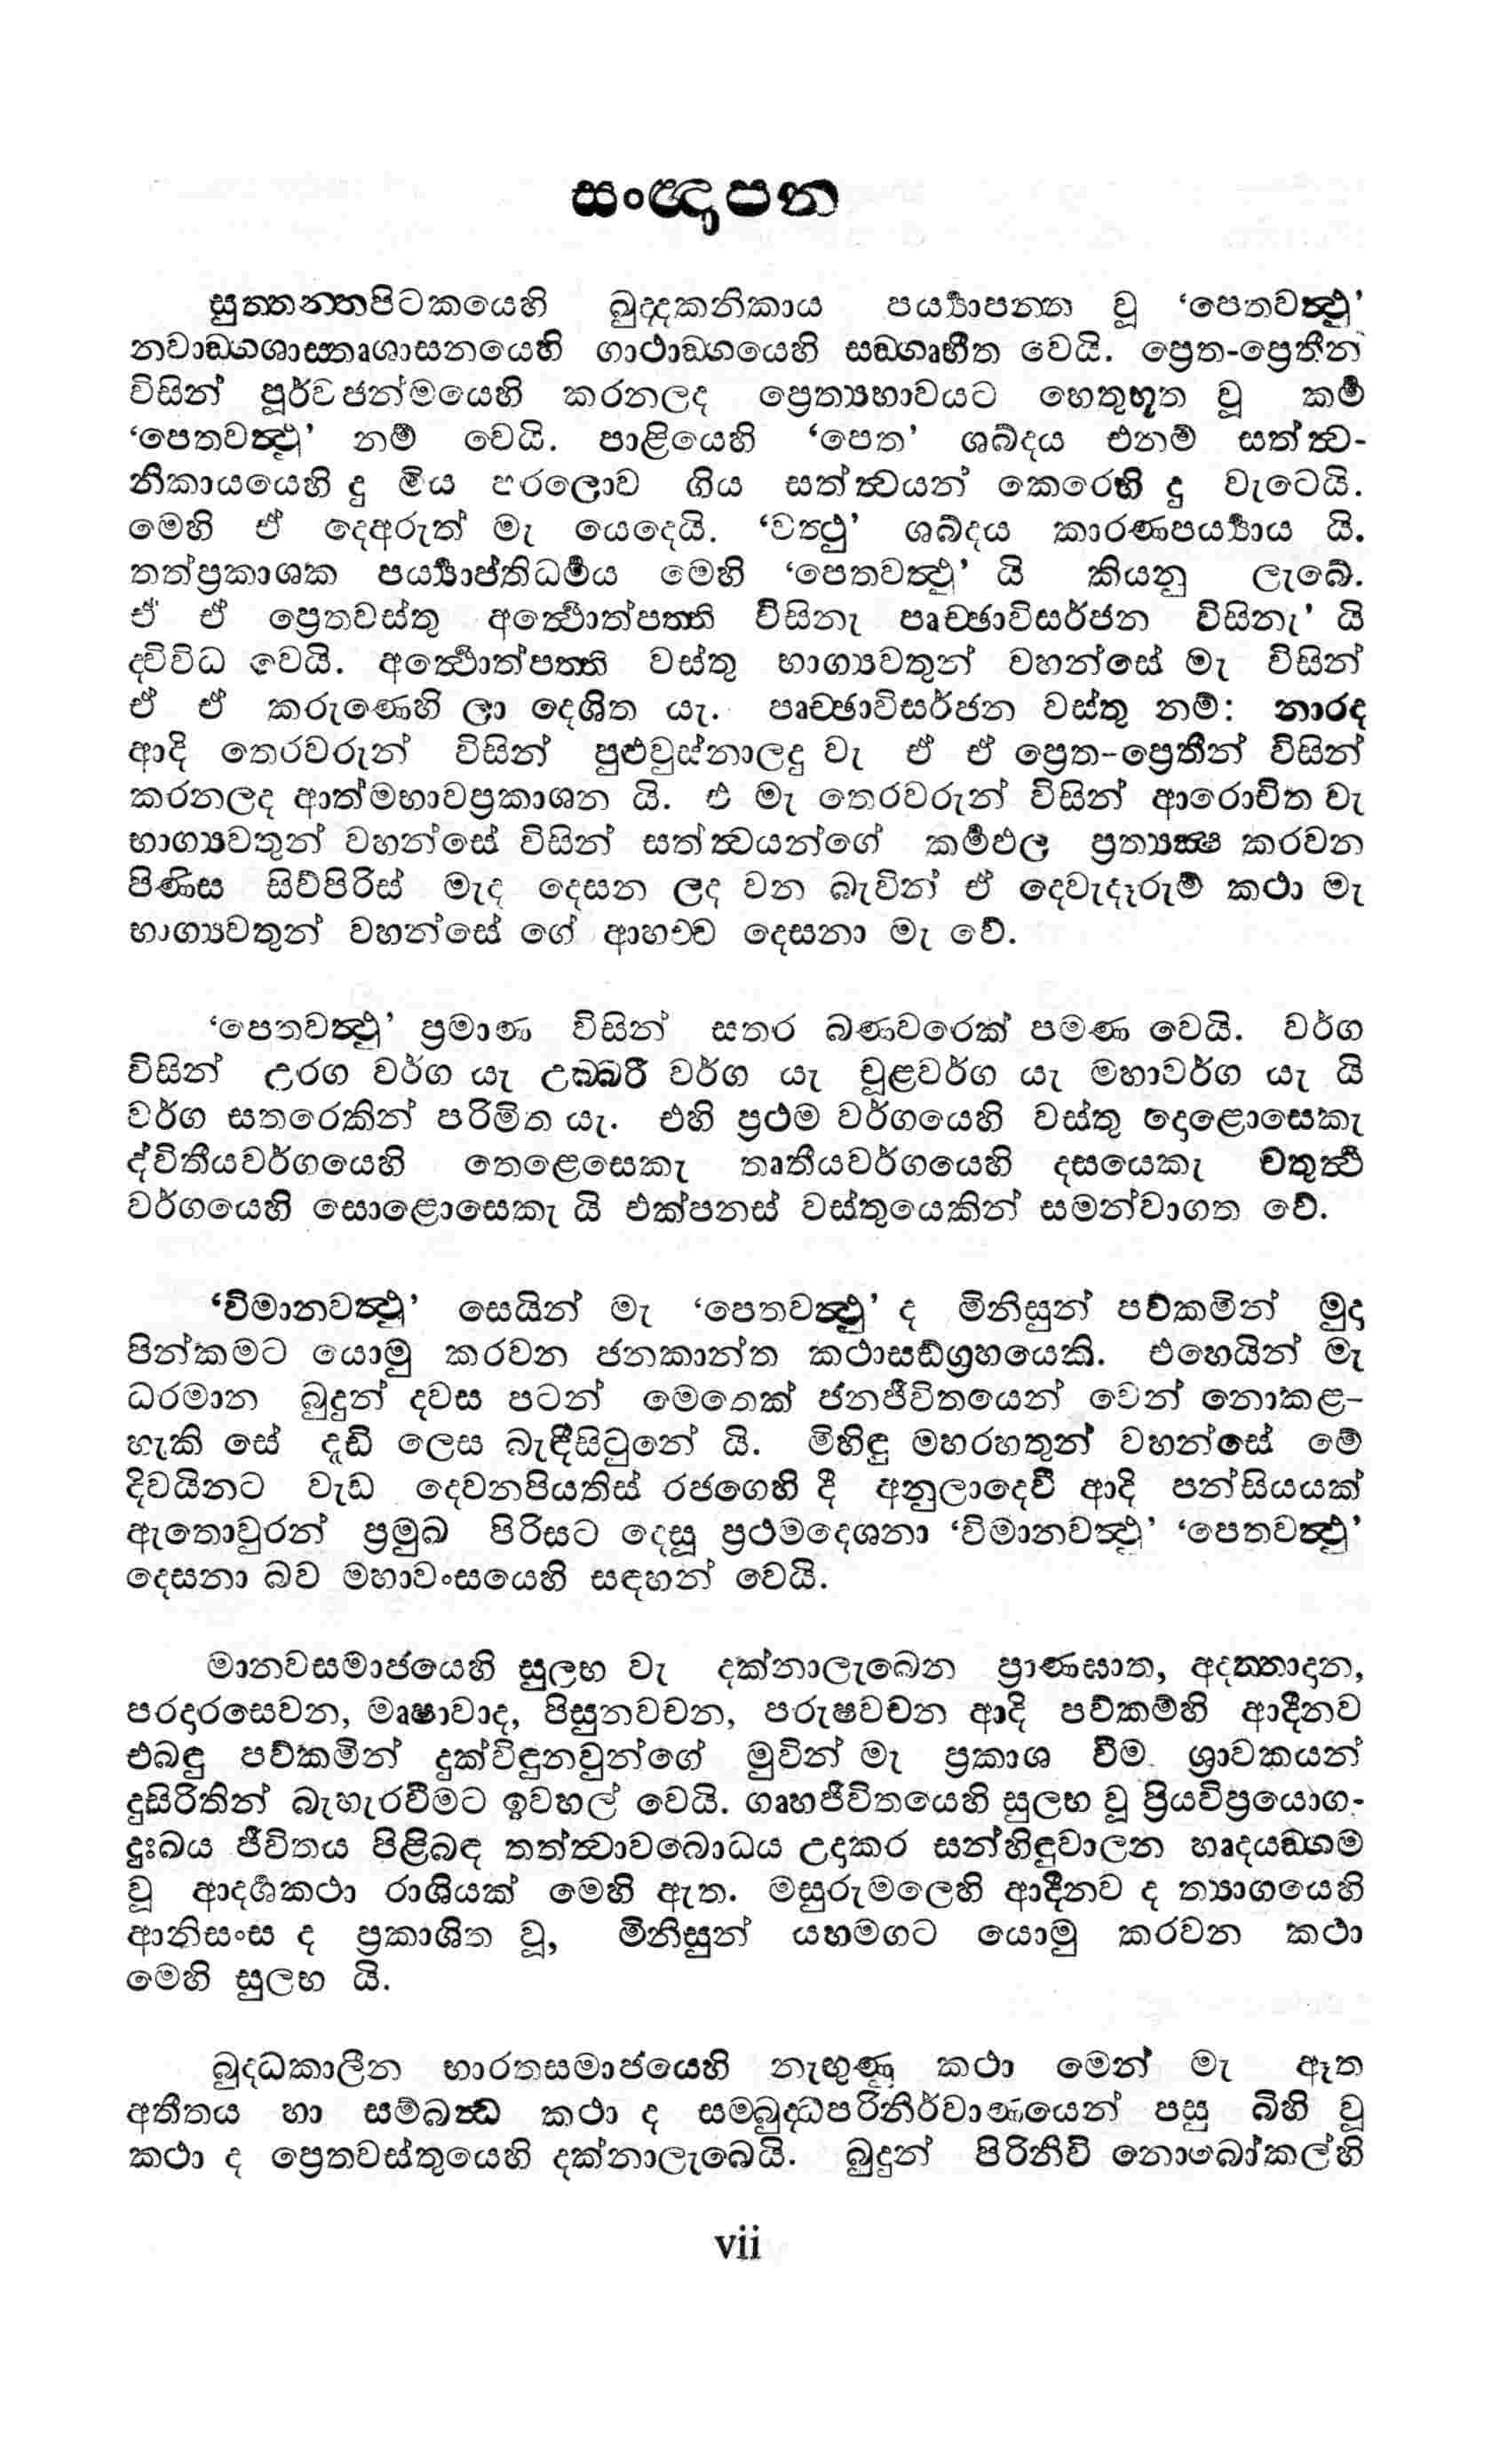 සංඥාපන
සුත්තන්තපිටකයෙහි ඛුද්දකනිකාය පර්‍ය්‍යාපන්න වූ ‘පෙතවත්‍ථු’
නවාඞ්ගශාස්තෘශාසනයෙහි ගාථාඞ්ගයෙහි සඞ්ගෘහීත වෙයි. ප්‍රෙත-ප්‍රෙතීන්
විසින් පූර්වජන්මයෙහි කරනලද ප්‍රෙත්‍යභාවයට හෙතුභූත වූ කර්‍ම
‘පෙතවත්‍ථු’ නම් වෙයි. පාළියෙහි ‘පෙත’ ශබ්දය එනම් සත්ත්‍ව-
නිකායයෙහි දු මිය පරලොව ගිය සත්ත්‍වයන් කෙරෙහි දු වැටෙයි.
මෙහි ඒ දෙඅරුත් මැ යෙදෙයි. ‘වත්‍ථු’ ශබ්දය කාරණපර්‍ය්‍යාය යි.
තත්ප්‍රකාශක පර්‍ය්‍යාප්තිධර්‍මය මෙහි ‘පෙතවත්‍ථු’ යි කියනු ලැබේ.
ඒ ඒ ප්‍රෙතවස්තු අර්‍ත්‍ථොත්පත්ති විසිනැ පෘච්ඡාවිසර්ජන විසිනැ’ යි
ද්විවිධ වෙයි. අර්‍ත්‍ථොත්පත්ති වස්තු භාග්‍යවතුන් වහන්සේ මැ විසින්
ඒ ඒ කරුණෙහි ලා දෙශිත යැ. පෘච්ඡාවිසර්ජන වස්තු නම්: නාරද
ආදි තෙරවරුන් විසින් පුළුවුස්නාලදු වැ ඒ ඒ ප්‍රෙත-ප්‍රෙතීන් විසින්
කරනලද ආත්මභාවප්‍රකාශන යි. එ මැ තෙරවරුන් විසින් ආරොචිත වැ
භාග්‍යවතුන් වහන්සේ විසින් සත්ත්‍වයන්ගේ කර්‍මඵල ප්‍රත්‍යක්‍ෂ කරවන
පිණිස සිව්පිරිස් මැද දෙසන ලද වන බැවින් ඒ දෙවැදෑරුම් කථා මැ
භාග්‍යවතුන් වහන්සේ ගේ ආහච්ච දෙසනා මැ වේ.
‘පෙතවත්‍ථු’ ප්‍රමාණ විසින් සතර බණවරෙක් පමණ වෙයි. වර්ග
විසින් උරග වර්ග යැ උබ්බරී වර්ග යැ චූළවර්ග යැ මහාවර්ග යැ යි
වර්ග සතරෙකින් පරිමිත යැ. එහි ප්‍රථම වර්ගයෙහි වස්තු දොළොසෙකැ
ද්විතීයවර්ගයෙහි තෙළෙසෙකැ තෘතීයවර්ගයෙහි දසයෙකැ චතුර්‍ත්‍ථ
වර්ගයෙහි සොළොසෙකැ යි එක්පනස් වස්තුයෙකින් සමන්වාගත වේ.
‘විමානවත්‍ථු’ සෙයින් මැ ‘පෙතවත්‍ථු’ ද මිනිසුන් පව්කමින් මුදා
පින්කමට යොමු කරවන ජනකාන්ත කථාසඞ්ග්‍රහයෙකි. එහෙයින් මැ
ධරමාන බුදුන් දවස පටන් මෙතෙක් ජනජීවිතයෙන් වෙන් නොකළ-
හැකි සේ දැඩි ලෙස බැඳීසිටුනේ යි. මිහිඳු මහරහතුන් වහන්සේ මේ
දිවයිනට වැඩ දෙවනපියතිස් රජගෙහි දී අනුලාදෙවී ආදි පන්සියයක්
ඇතොවුරන් ප්‍රමුඛ පිරිසට දෙසූ ප්‍රථමදෙශනා ‘විමානවත්‍ථු’ ‘පෙතවත්‍ථු’
දෙසනා බව මහාවංසයෙහි සඳහන් වෙයි.
මානවසමාජයෙහි සුලභ වැ දක්නාලැබෙන ප්‍රාණඝාත, අදත්තාදාන,
පරදාරසෙවන, මෘෂාවාද, පිසුනවචන, පරුෂවචන ආදි පව්කම්හි ආදීනව
එබඳු පව්කමින් දුක්විඳුනවුන්ගේ මුවින් මැ ප්‍රකාශ වීම ශ්‍රාවකයන්
දුසිරිතින් බැහැරවීමට ඉවහල් වෙයි. ගෘහජීවිතයෙහි සුලභ වූ ප්‍රියවිප්‍රයොග-
දුඃඛය ජීවිතය පිළිබඳ තත්ත්‍වාවබොධය උදාකර සන්හිඳුවාලන හෘදයඞ්ගම
වූ ආදර්‍ශකථා රාශියක් මෙහි ඇත. මසුරුමලෙහි ආදීනව ද ත්‍යාගයෙහි
ආනිසංස ද ප්‍රකාශිත වූ, මිනිසුන් යහමගට යොමු කරවන කථා
මෙහි සුලභ යි.
බුද්ධකාලීන භාරතසමාජයෙහි නැඟුණු කථා මෙන් මැ ඈත
අතීතය හා සම්බන්‍ධ කථා ද සම්බුද්ධපරිනිර්වාණයෙන් පසු බිහි වූ
කථා ද ප්‍රෙතවස්තුයෙහි දක්නාලැබෙයි. බුදුන් පිරිනිවි නොබෝකල්හි
vii